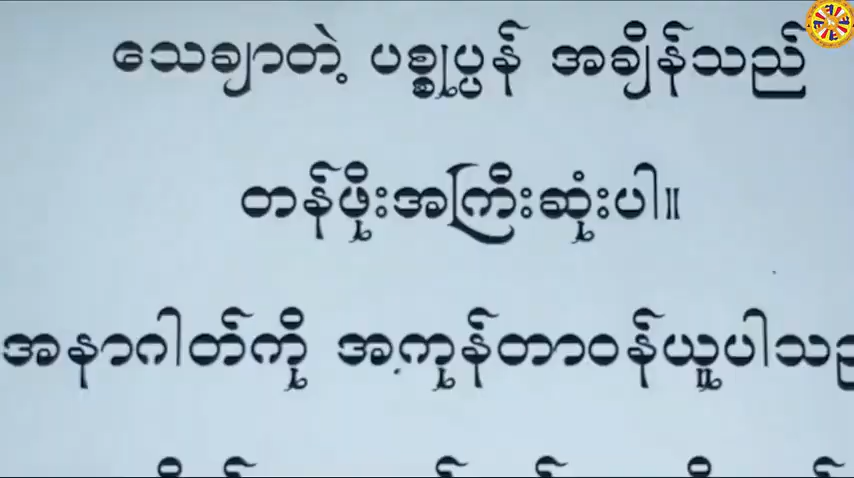 သေချာတဲ့ ပစ္စုပ္ပန် အချိန်သည်
တန်ဖိုးအကြီးဆုံးပါ။
အနာဂါတ်ကို အကုန်တာဝန်ယူပါသည